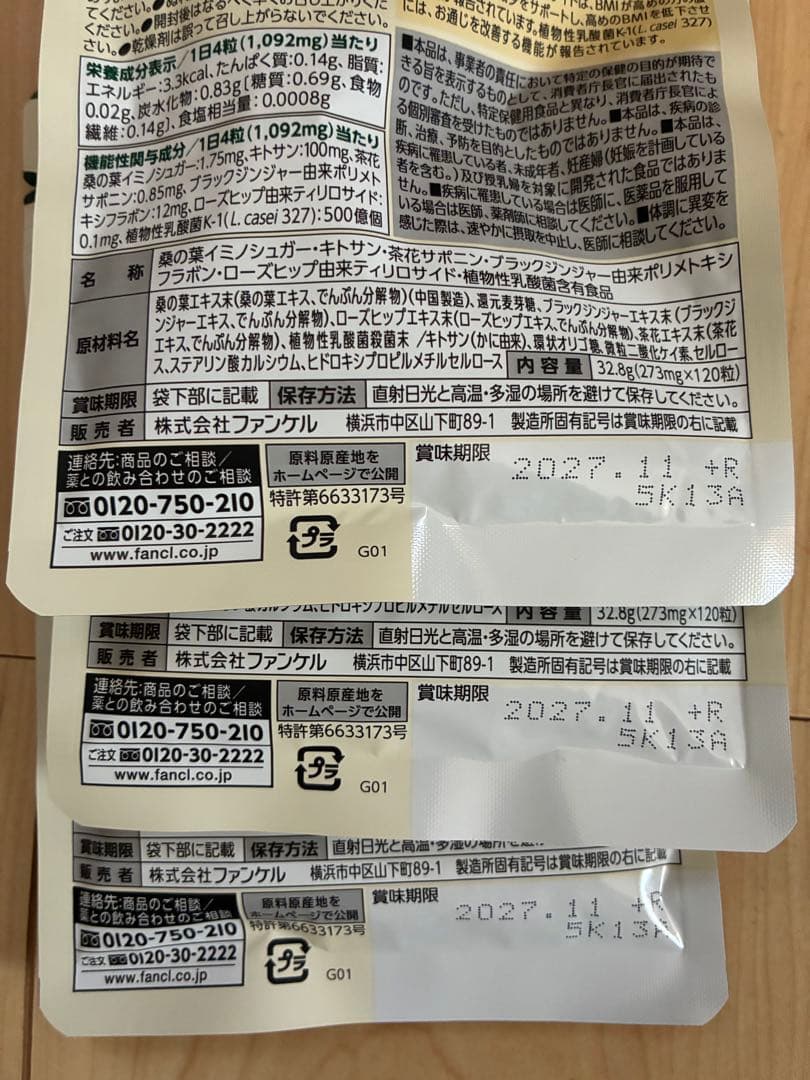 ください。●開封後はなるべく早くお召し上がりくだ
さい。●乾燥剤は誤って召し上がらないでください。
栄養成分表示／1日4粒(1,092mg)当たり
エネルギー:3.3kcal、たんぱく質:0.14g、脂質:
0.02g、炭水化物:0.83g[糖質:0.69g、食物
繊維:0.14g]、食塩相当量:0.0008g
機能性関与成分／1日4粒(1,092mg)当たり
桑の葉イミノシュガー:1.75mg、キトサン:100mg、茶花
サポニン:0.85mg、ブラックジンジャー由来ポリメト
キシフラボン:12mg、ローズヒップ由来ティリロサイド:
0.1mg、植物性乳酸菌K-1(L. casei 327):500億個
が報告されています。植物性乳酸菌K-1(L. casei 327)
には、お通じを改善する機能が報告されています。
■本品は、事業者の責任において特定の保健の目的が期待で
きる旨を表示するものとして、消費者庁長官に届出されたも
のです。ただし、特定保健用食品と異なり、消費者庁長官によ
る個別審査を受けたものではありません。■本品は、疾病の診
断、治療、予防を目的としたものではありません。■本品は、
疾病に罹患している者、未成年者、妊産婦(妊娠を計画している
者を含む。)及び授乳婦を対象に開発された食品ではありま
せん。■疾病に罹患している場合は医師に、医薬品を服用して
いる場合は医師、薬剤師に相談してください。■体調に異変を
感じた際は、速やかに摂取を中止し、医師に相談してください。
名称 桑の葉イミノシュガー・キトサン・茶花サポニン・ブラックジンジャー由来ポリメトキシ
フラボン・ローズヒップ由来ティリロサイド・植物性乳酸菌含有食品
原材料名 桑の葉エキス末(桑の葉エキス、でんぷん分解物)(中国製造)、還元麦芽糖、ブラックジンジャーエキス末(ブラックジ
ンジャーエキス、でんぷん分解物)、ローズヒップエキス末(ローズヒップエキス、でんぷん分解物)、茶花エキス末(茶花
エキス、でんぷん分解物)、植物性乳酸菌殺菌末／キトサン(かに由来)、環状オリゴ糖、微粒二酸化ケイ素、セルロー
ス、ステアリン酸カルシウム、ヒドロキシプロピルメチルセルロース 内容量 32.8g(273mg×120粒)
賞味期限 袋下部に記載 保存方法 直射日光と高温・多湿の場所を避けて保存してください。
販売者 株式会社ファンケル 横浜市中区山下町89-1 製造所固有記号は賞味期限の右に記載
連絡先:商品のご相談／
薬との飲み合わせのご相談
0120-750-210
ご注文 0120-30-2222
www.fancl.co.jp
原料原産地を
ホームページで公開
特許第6633173号
プラ
G01
賞味期限
2027.11 +R
5K13A
内容量 32.8g(273mg×120粒)
賞味期限 袋下部に記載 保存方法 直射日光と高温・多湿の場所を避けて保存してください。
販売者 株式会社ファンケル 横浜市中区山下町89-1 製造所固有記号は賞味期限の右に記載
連絡先:商品のご相談／
薬との飲み合わせのご相談
0120-750-210
ご注文 0120-30-2222
www.fancl.co.jp
原料原産地を
ホームページで公開
特許第6633173号
プラ
G01
賞味期限
2027.11 +R
5K13A
賞味期限 袋下部に記載 保存方法 直射日光と高温・多湿の場所を避け
販売者 株式会社ファンケル 横浜市中区山下町89-1 製造所固有記号は賞味期限の右に記載
連絡先:商品のご相談／
薬との飲み合わせのご相談
0120-750-210
ご注文 0120-30-2222
www.fancl.co.jp
原料原産地を
ホームページで公開
特許第6633173号
プラ
G01
賞味期限
2027.11 +R
5K13A